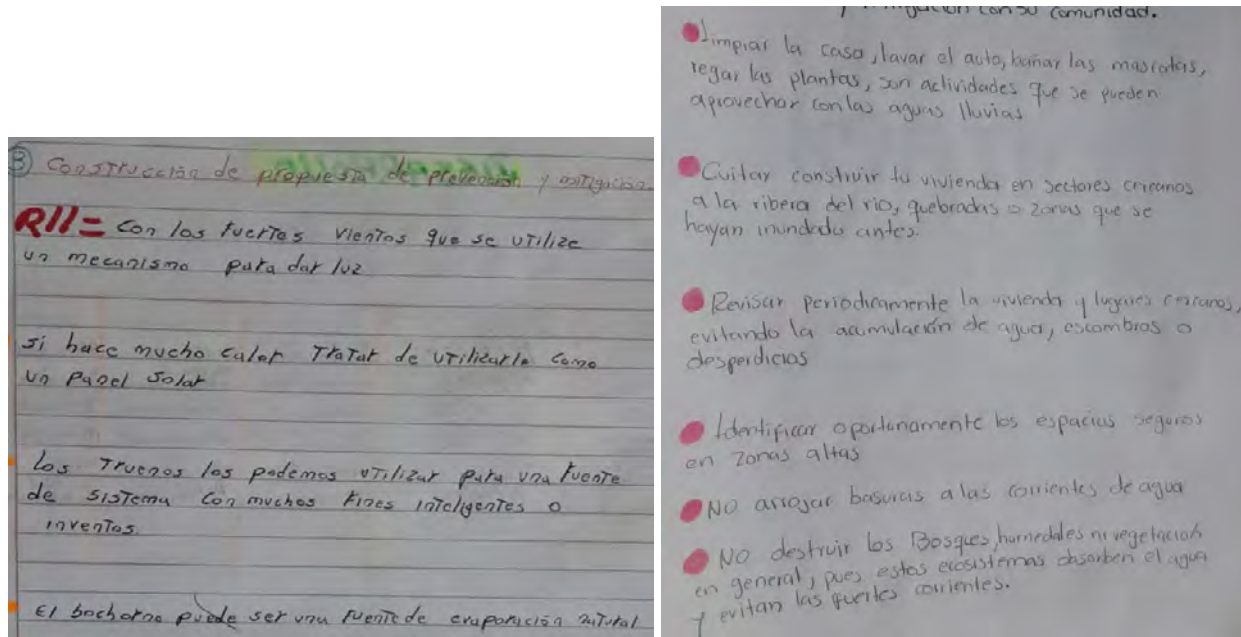 3 Construcción de propuesta de prevención y mitigación
R//= Con los fuertes vientos que se utilize
un mecanismo para dar luz
si hace mucho calor Tratar de utilizarlo como
un Panel Solar
Los Truenos los podemos utilizar para una fuente
de sistema con muchos fines inteligentes o
inventos
El bochorno puede ser una fuente de evaporación natural
y mitigación con su comunidad.
Limpiar la casa, lavar el auto, bañar las mascotas,
regar las plantas, son actividades que se pueden
aprovechar con las aguas lluvias
Evitar construir tu vivienda en sectores cercanos
a la ribera del rio, quebradas o zonas que se
hayan inundado antes.
Revisar periodicamente la vivienda y lugares cercanos,
evitando la acumulación de agua, escombros o
desperdicios
Identificar oportunamente los espacios seguros
en zonas altas
NO arrojar basuras a las corrientes de agua
NO destruir los Bosques, humedales ni vegetación
en general, pues estos ecosistemas absorben el agua
y evitan las fuertes corrientes.